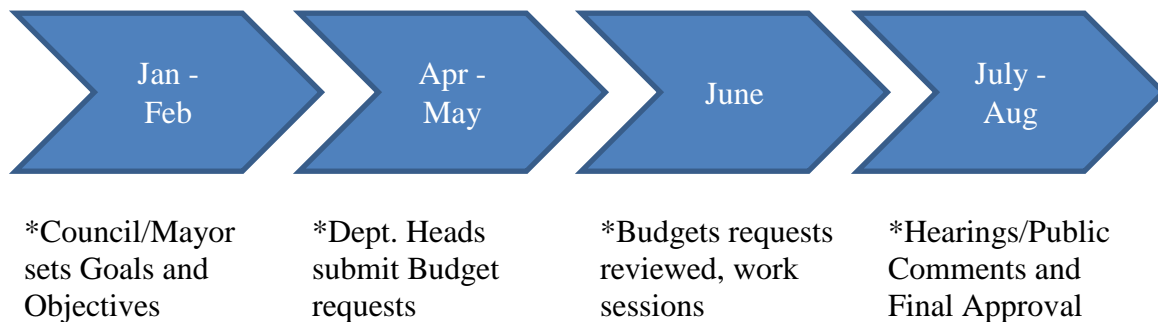 Jan -
Feb
Apr -
May
June
July -
Aug
*Council/Mayor
sets Goals and
Objectives
*Dept. Heads
submit Budget
requests
*Budgets requests
reviewed, work
sessions
*Hearings/Public
Comments and
Final Approval